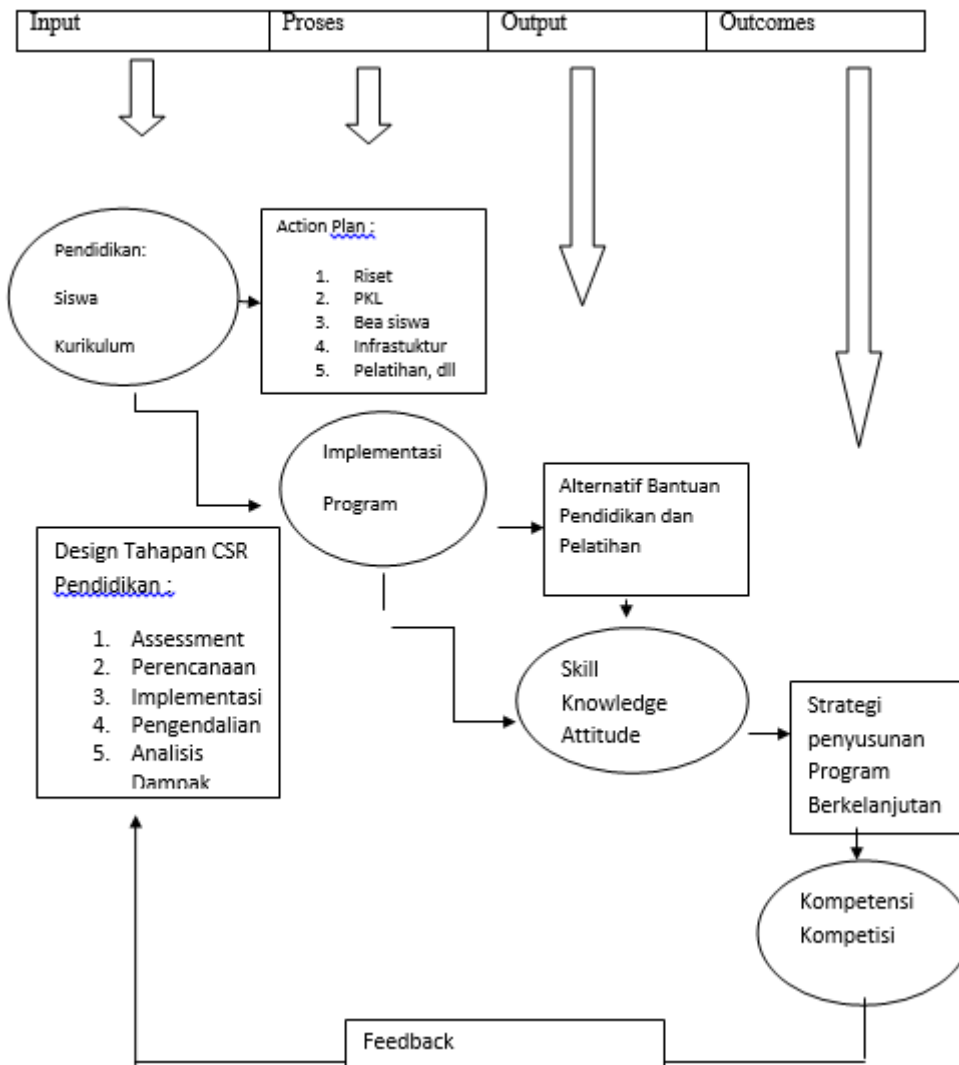 Input Proses Output Outcomes
Pendidikan:
Siswa
Kurikulum
Action Plan :
1. Riset
2. PKL
3. Bea siswa
4. Infrastuktur
5. Pelatihan, dll
Implementasi
Program
Alternatif Bantuan
Pendidikan dan
Pelatihan
Design Tahapan CSR
Pendidikan :
1. Assessment
2. Perencanaan
3. Implementasi
4. Pengendalian
5. Analisis
Dampak
Skill
Knowledge
Attitude
Strategi
penyusunan
Program
Berkelanjutan
Kompetensi
Kompetisi
Feedback